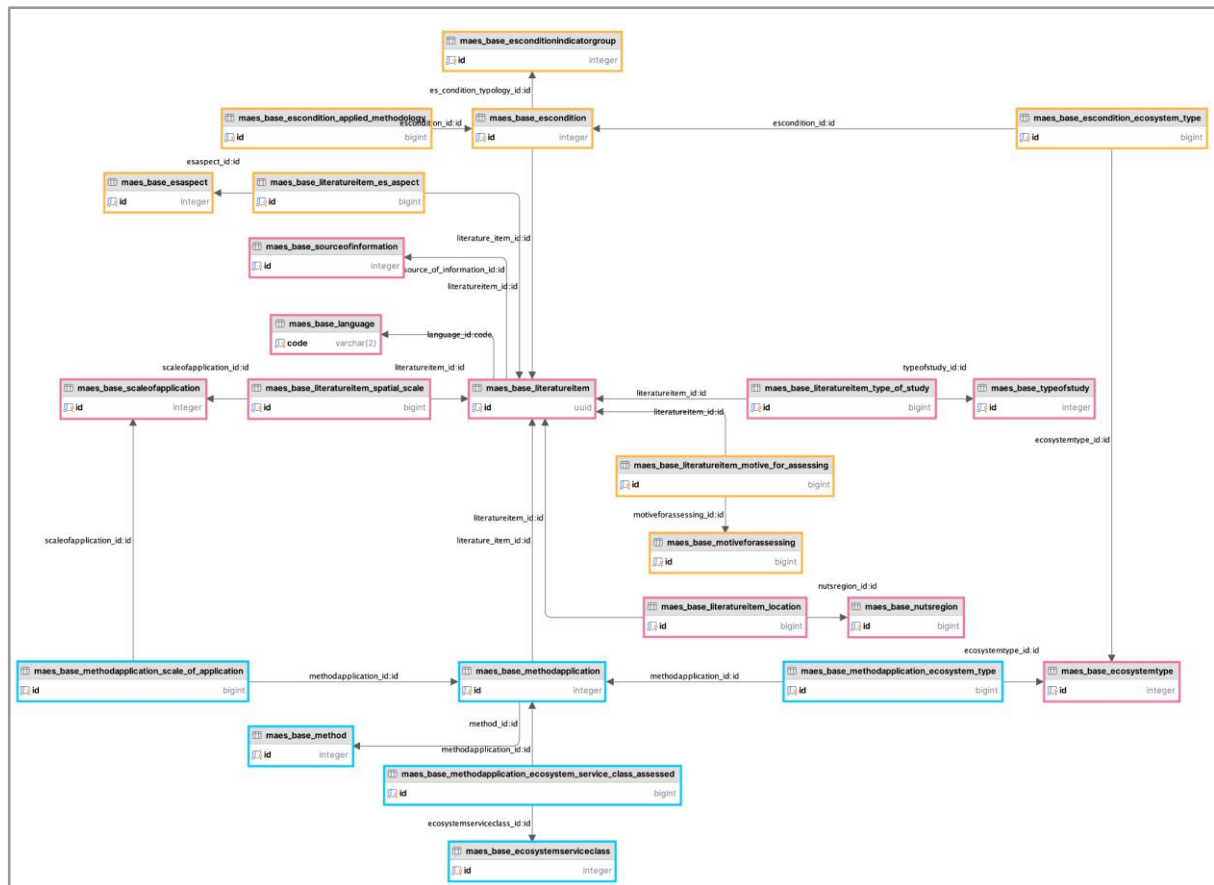 maes_base_esconditionindicatorgroup
id integer
es_condition_typology_id:id
maes_base_escondition_applied_methodology
id bigint
escondition_id:id
maes_base_escondition
id integer
escondition_id:id
maes_base_escondition_ecosystem_type
id bigint
esaspect_id:id
maes_base_esaspect
id integer
maes_base_literatureitem_es_aspect
id bigint
literature_item_id:id
maes_base_sourceofinformation
id integer
source_of_information_id:id
literatureitem_id:id
maes_base_language
code varchar(2)
language_id:code
scaleofapplication_id:id
literatureitem_id:id
typeofstudy_id:id
maes_base_scaleofapplication
id integer
maes_base_literatureitem_spatial_scale
id bigint
maes_base_literatureitem
id uuid
literatureitem_id:id
literatureitem_id:id
maes_base_literatureitem_type_of_study
id bigint
maes_base_typeofstudy
id integer
ecosystemtype_id:id
maes_base_literatureitem_motive_for_assessing
id bigint
motiveforassessing_id:id
literatureitem_id:id
literature_item_id:id
scaleofapplication_id:id
maes_base_motiveforassessing
id bigint
nutsregion_id:id
maes_base_literatureitem_location
id bigint
maes_base_nutsregion
id bigint
ecosystemtype_id:id
maes_base_methodapplication_scale_of_application
id bigint
methodapplication_id:id
maes_base_methodapplication
id integer
methodapplication_id:id
maes_base_methodapplication_ecosystem_type
id bigint
maes_base_ecosystemtype
id integer
method_id:id
maes_base_method
id integer
methodapplication_id:id
maes_base_methodapplication_ecosystem_service_class_assessed
id bigint
ecosystemserviceclass_id:id
maes_base_ecosystemserviceclass
id integer